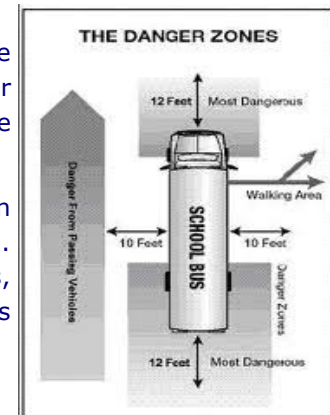 e
r
e
n
.
,
s
THE DANGER ZONES
12 Feet
Most Dangerous
Danger From Passing Vehicles
Walking Area
SCHOOL BUS
10 Feet
10 Feet
Danger Zones
12 Feet
Most Dangerous